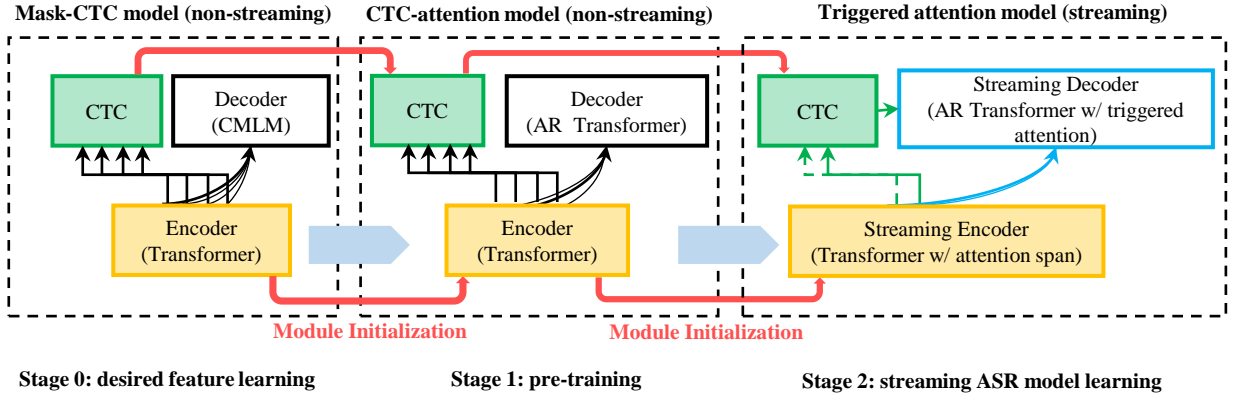 Mask-CTC model (non-streaming)
CTC-attention model (non-streaming)
Triggered attention model (streaming)
CTC
Decoder
(CMLM)
Encoder
(Transformer)
CTC
Decoder
(AR Transformer)
Encoder
(Transformer)
CTC
Streaming Decoder
(AR Transformer w/ triggered
attention)
Streaming Encoder
(Transformer w/ attention span)
Module Initialization
Module Initialization
Stage 0: desired feature learning
Stage 1: pre-training
Stage 2: streaming ASR model learning